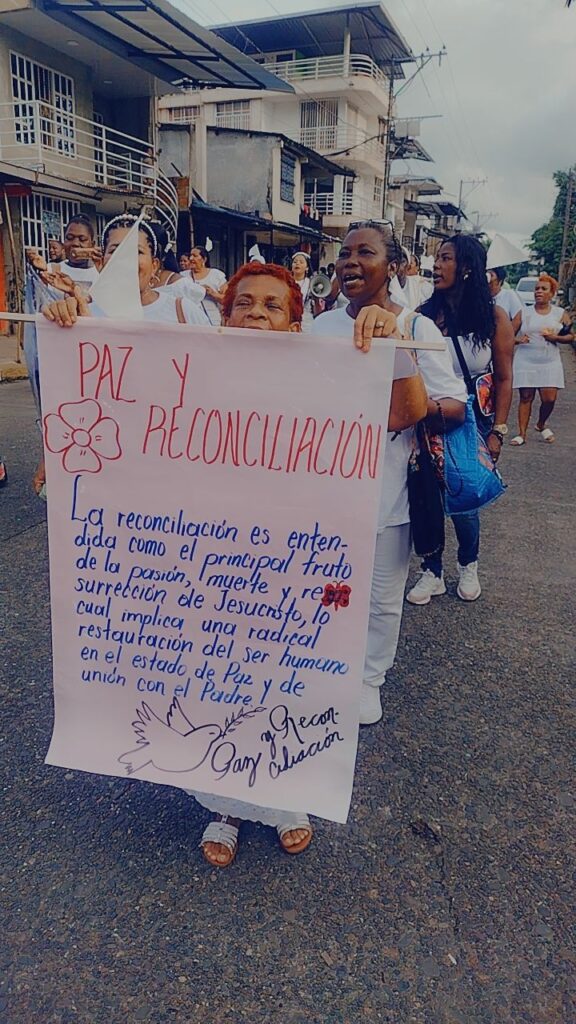 PAZ Y
RECONCILIACIÓN
La reconciliación es enten-
dida como el principal fruto
de la pasión, muerte y re
surrección de Jesucristo, lo
cual implica una radical
restauración del ser humano
en el estado de Paz y de
unión con el Padre.
Paz y Recon-
ciliación